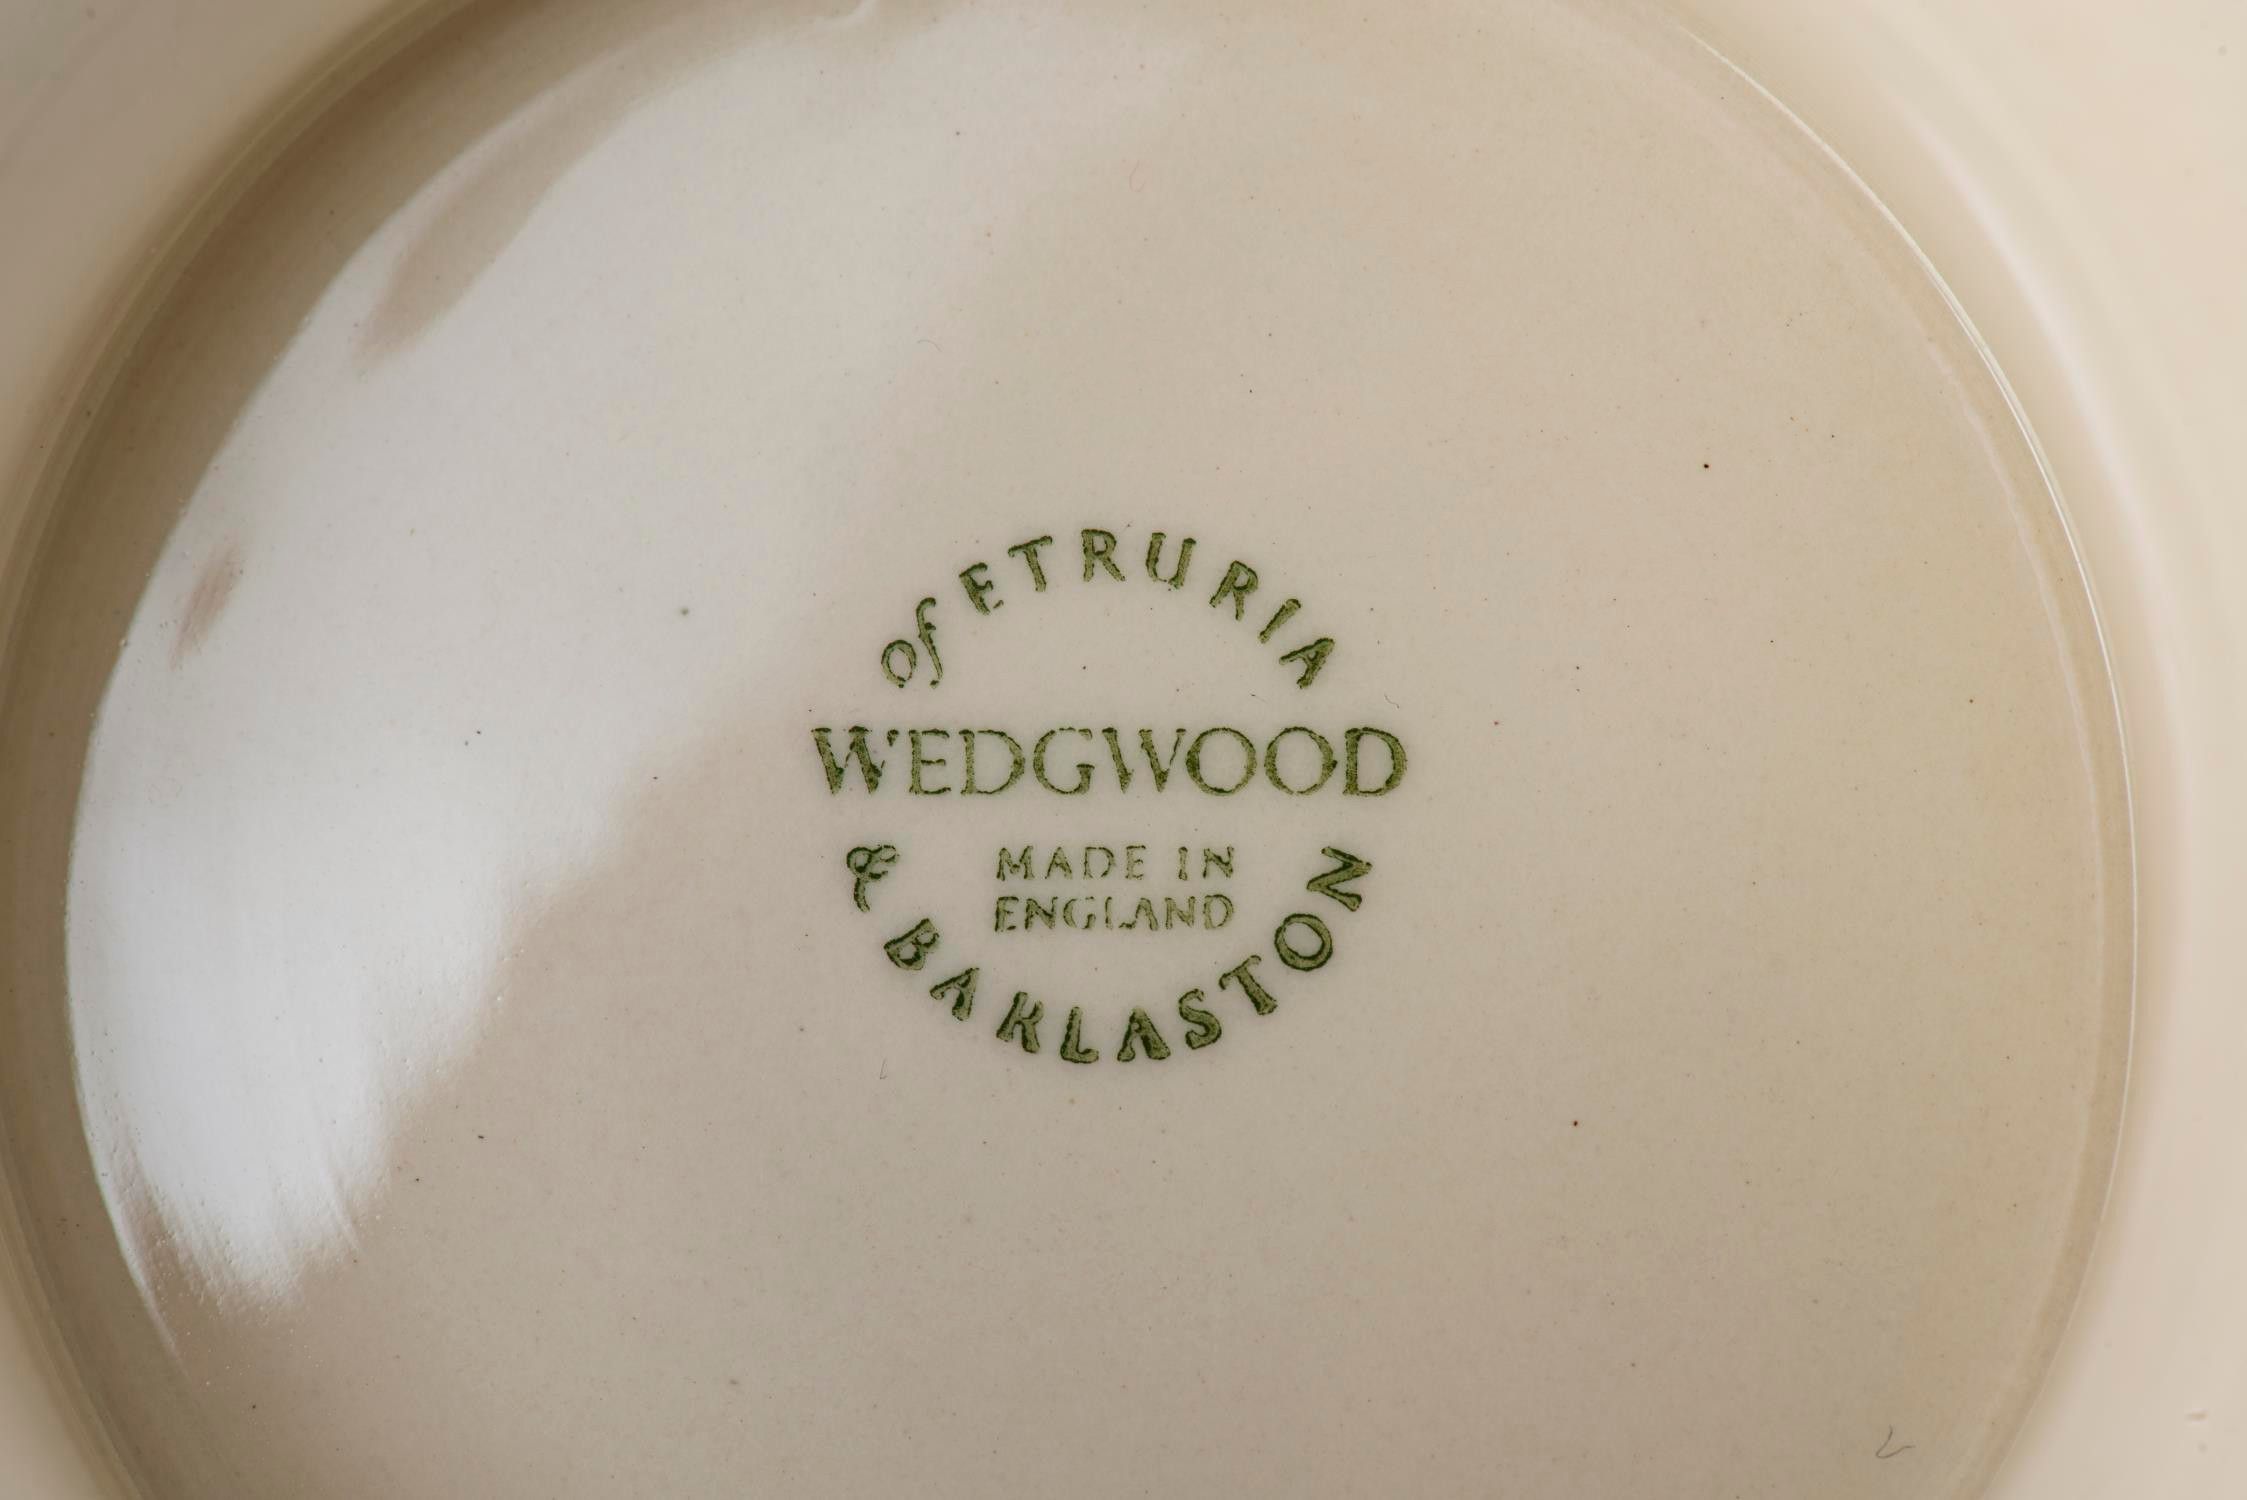 of ETRURIA
WEDGWOOD
MADE IN
ENGLAND
& BARLASTON